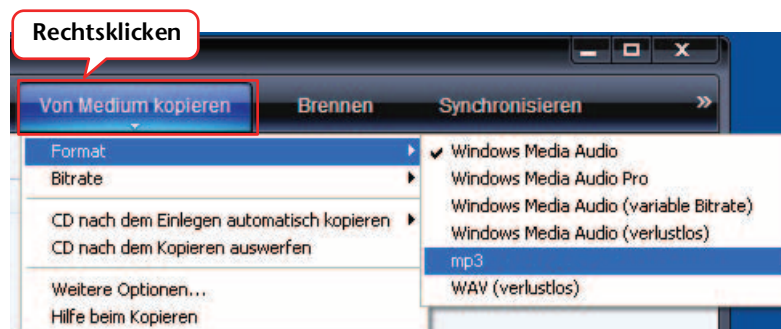 Rechtsklicken
Von Medium kopieren Brennen Synchronisieren »
Format
Bitrate
CD nach dem Einlegen automatisch kopieren
CD nach dem Kopieren auswerfen
Weitere Optionen...
Hilfe beim Kopieren
Windows Media Audio
Windows Media Audio Pro
Windows Media Audio (variable Bitrate)
Windows Media Audio (verlustlos)
mp3
WAV (verlustlos)